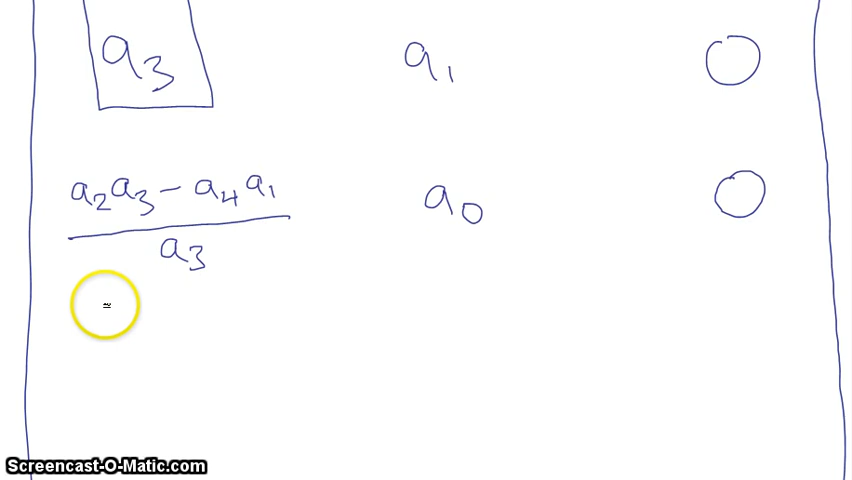 a₃ a₁ 0
a₂a₃ - a₄a₁ a₀ 0
a₃
Screencast-O-Matic.com